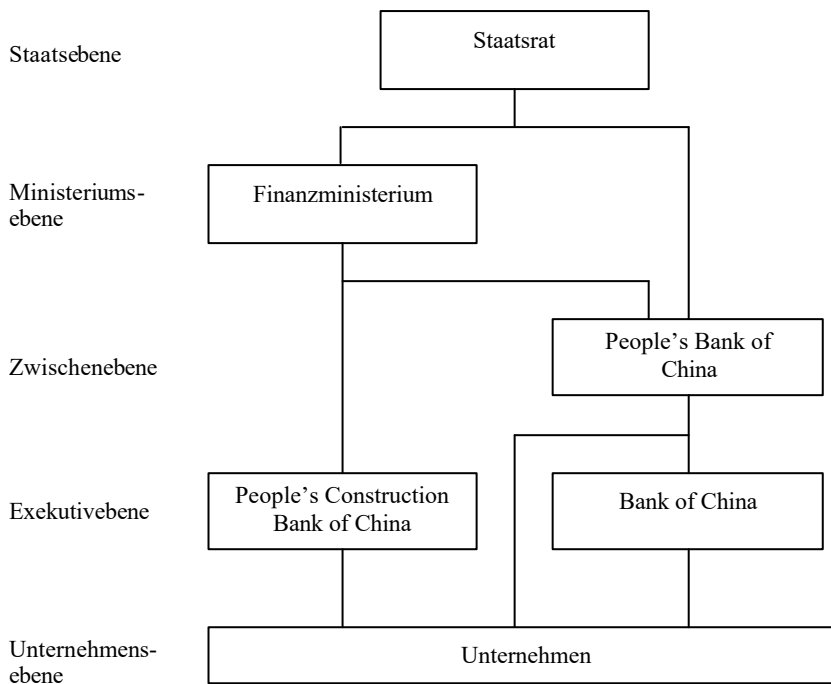 Staatsebene
Staatsrat
Ministeriums-
ebene
Finanzministerium
Zwischenebene
People’s Bank of
China
Exekutivebene
People’s Construction
Bank of China
Bank of China
Unternehmens-
ebene
Unternehmen